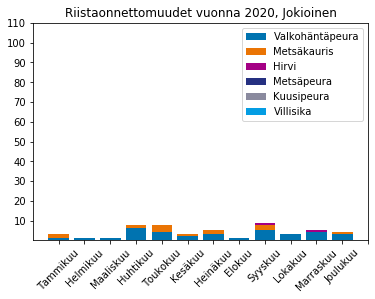 Riistaonnettomuudet vuonna 2020, Jokioinen
110
100
90
80
70
60
50
40
30
20
10
Valkohäntäpeura
Metsäkauris
Hirvi
Metsäpeura
Kuusipeura
Villisika
Tammikuu
Helmikuu
Maaliskuu
Huhtikuu
Toukokuu
Kesäkuu
Heinäkuu
Elokuu
Syyskuu
Lokakuu
Marraskuu
Joulukuu